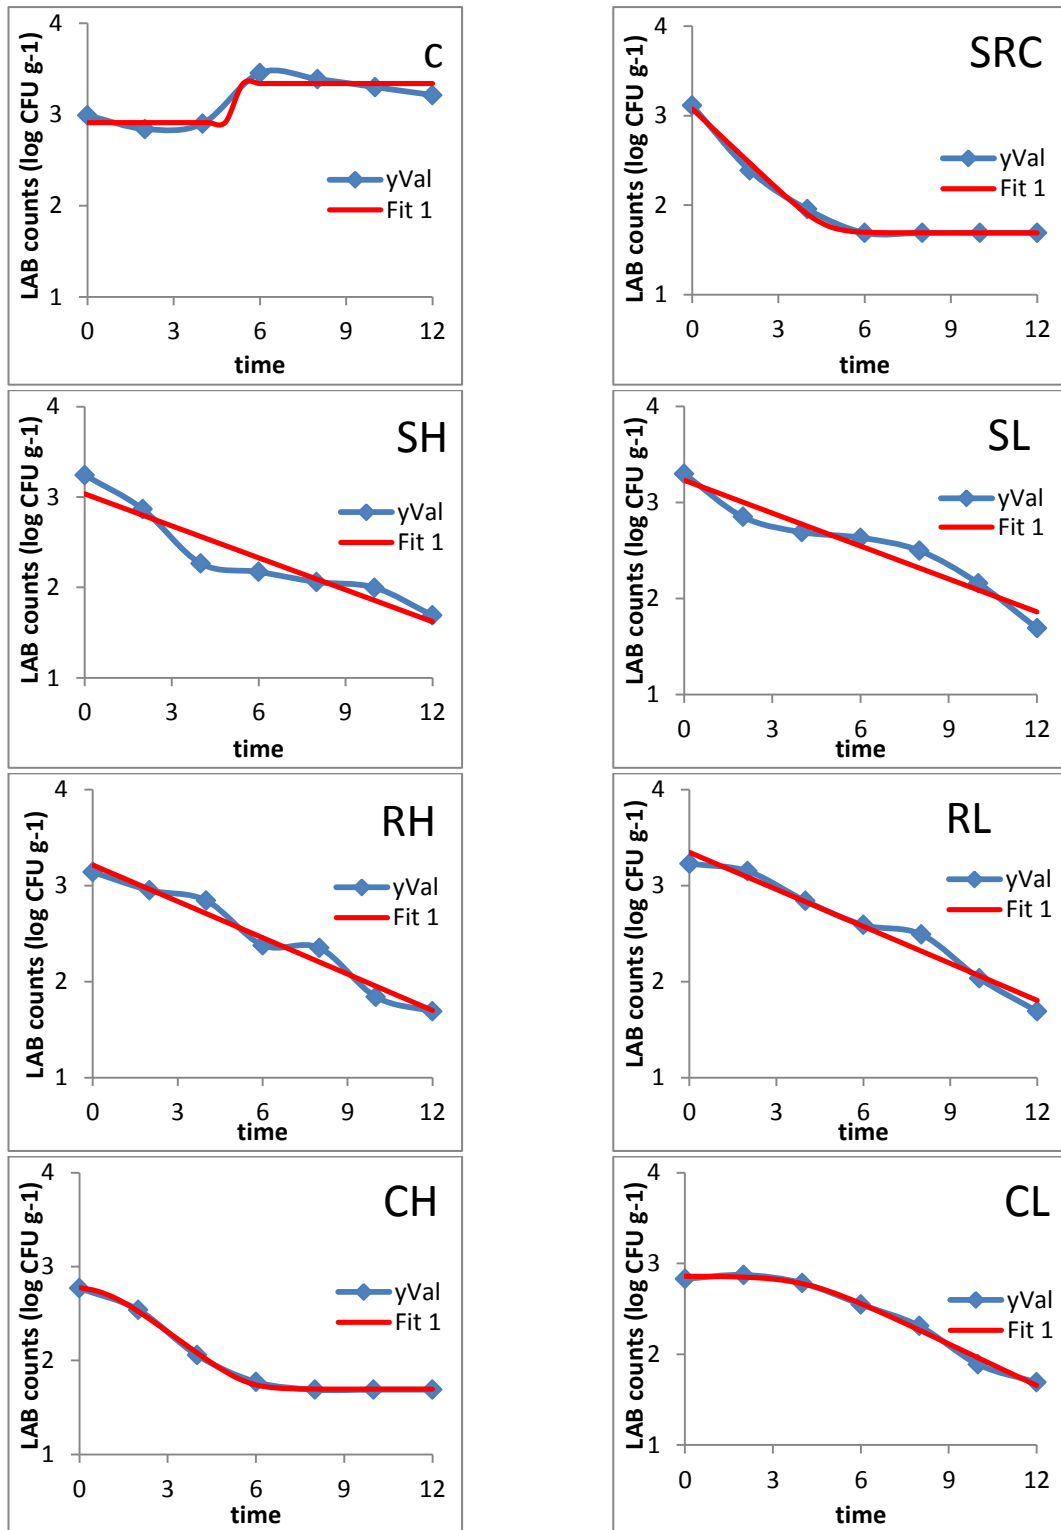 C
LAB counts (log CFU g-1)
4
3
2
1
0 3 6 9 12
time
yVal
Fit 1
SRC
LAB counts (log CFU g-1)
4
3
2
1
0 3 6 9 12
time
yVal
Fit 1
SH
LAB counts (log CFU g-1)
4
3
2
1
0 3 6 9 12
time
yVal
Fit 1
SL
LAB counts (log CFU g-1)
4
3
2
1
0 3 6 9 12
time
yVal
Fit 1
RH
LAB counts (log CFU g-1)
4
3
2
1
0 3 6 9 12
time
yVal
Fit 1
RL
LAB counts (log CFU g-1)
4
3
2
1
0 3 6 9 12
time
yVal
Fit 1
CH
LAB counts (log CFU g-1)
4
3
2
1
0 3 6 9 12
time
yVal
Fit 1
CL
LAB counts (log CFU g-1)
4
3
2
1
0 3 6 9 12
time
yVal
Fit 1